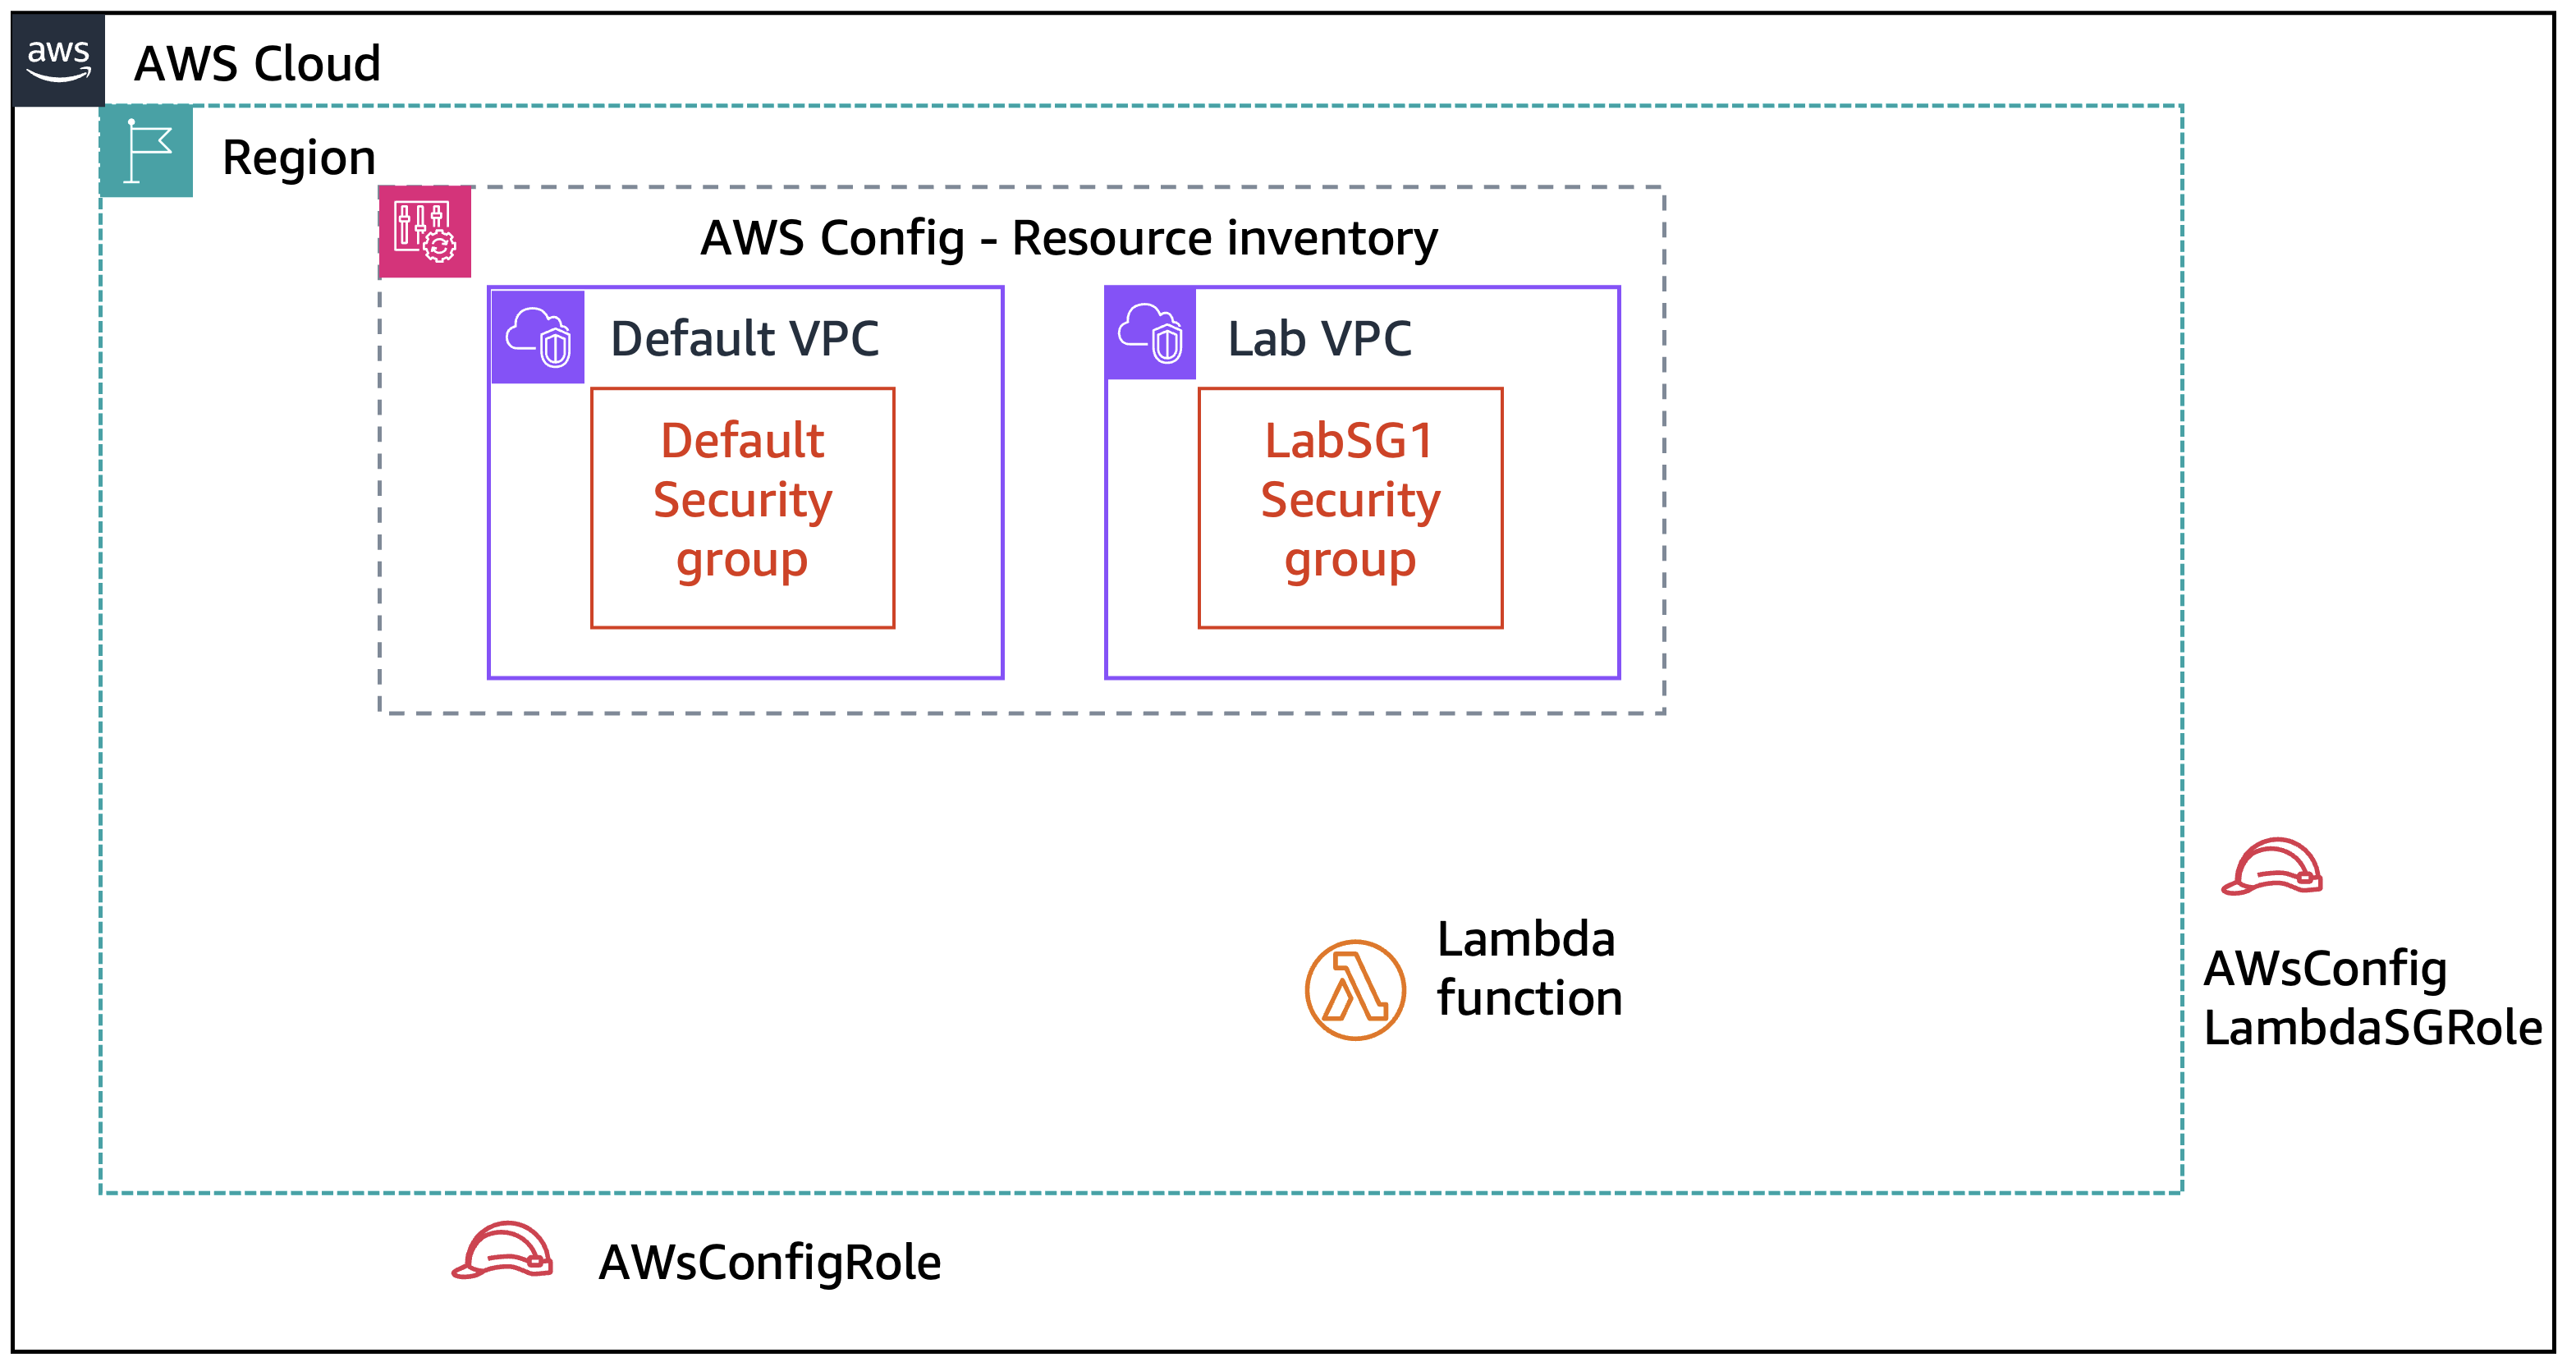 aws
AWS Cloud
Region
AWS Config - Resource inventory
Default VPC
Default
Security
group
Lab VPC
LabSG1
Security
group
Lambda
function
AWsConfig
LambdaSGRole
AWsConfigRole